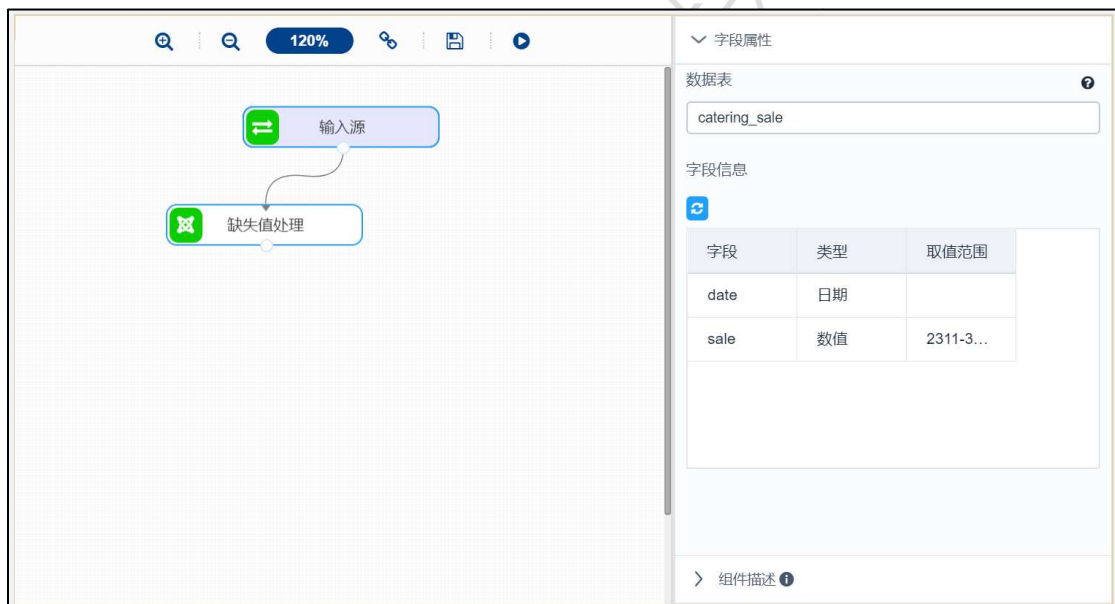 120%
字段属性
数据表
catering_sale
输入源
字段信息
缺失值处理
字段 类型 取值范围
date 日期
sale 数值 2311-3...
组件描述